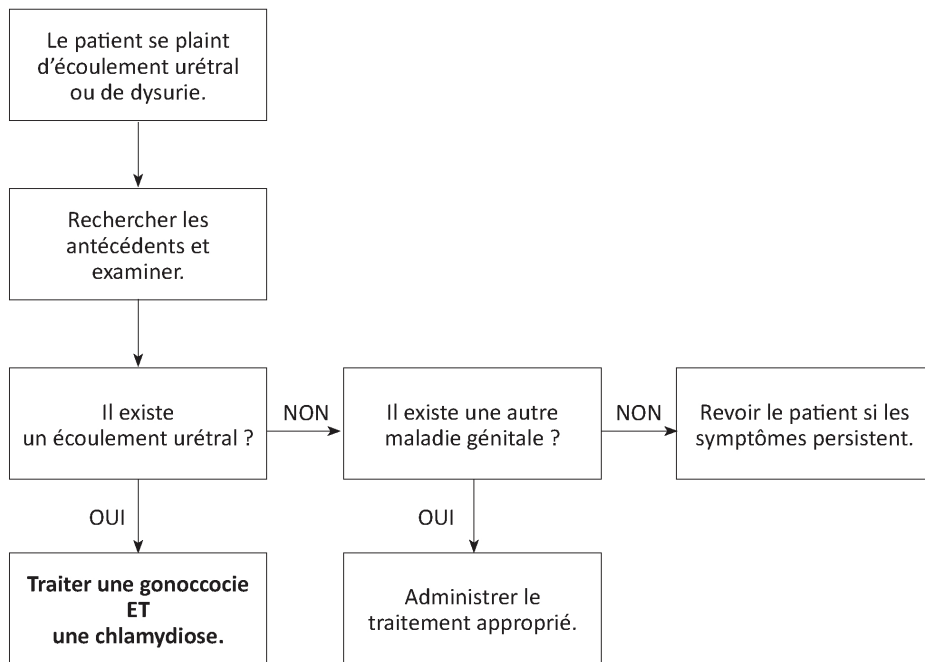 Le patient se plaint
d’écoulement urétral
ou de dysurie.
Rechercher les
antécédents et
examiner.
Il existe
un écoulement urétral ?
NON
Il existe une autre
maladie génitale ?
NON
Revoir le patient si les
symptômes persistent.
OUI
OUI
Traiter une gonoccocie
ET
une chlamydiose.
Administrer le
traitement approprié.